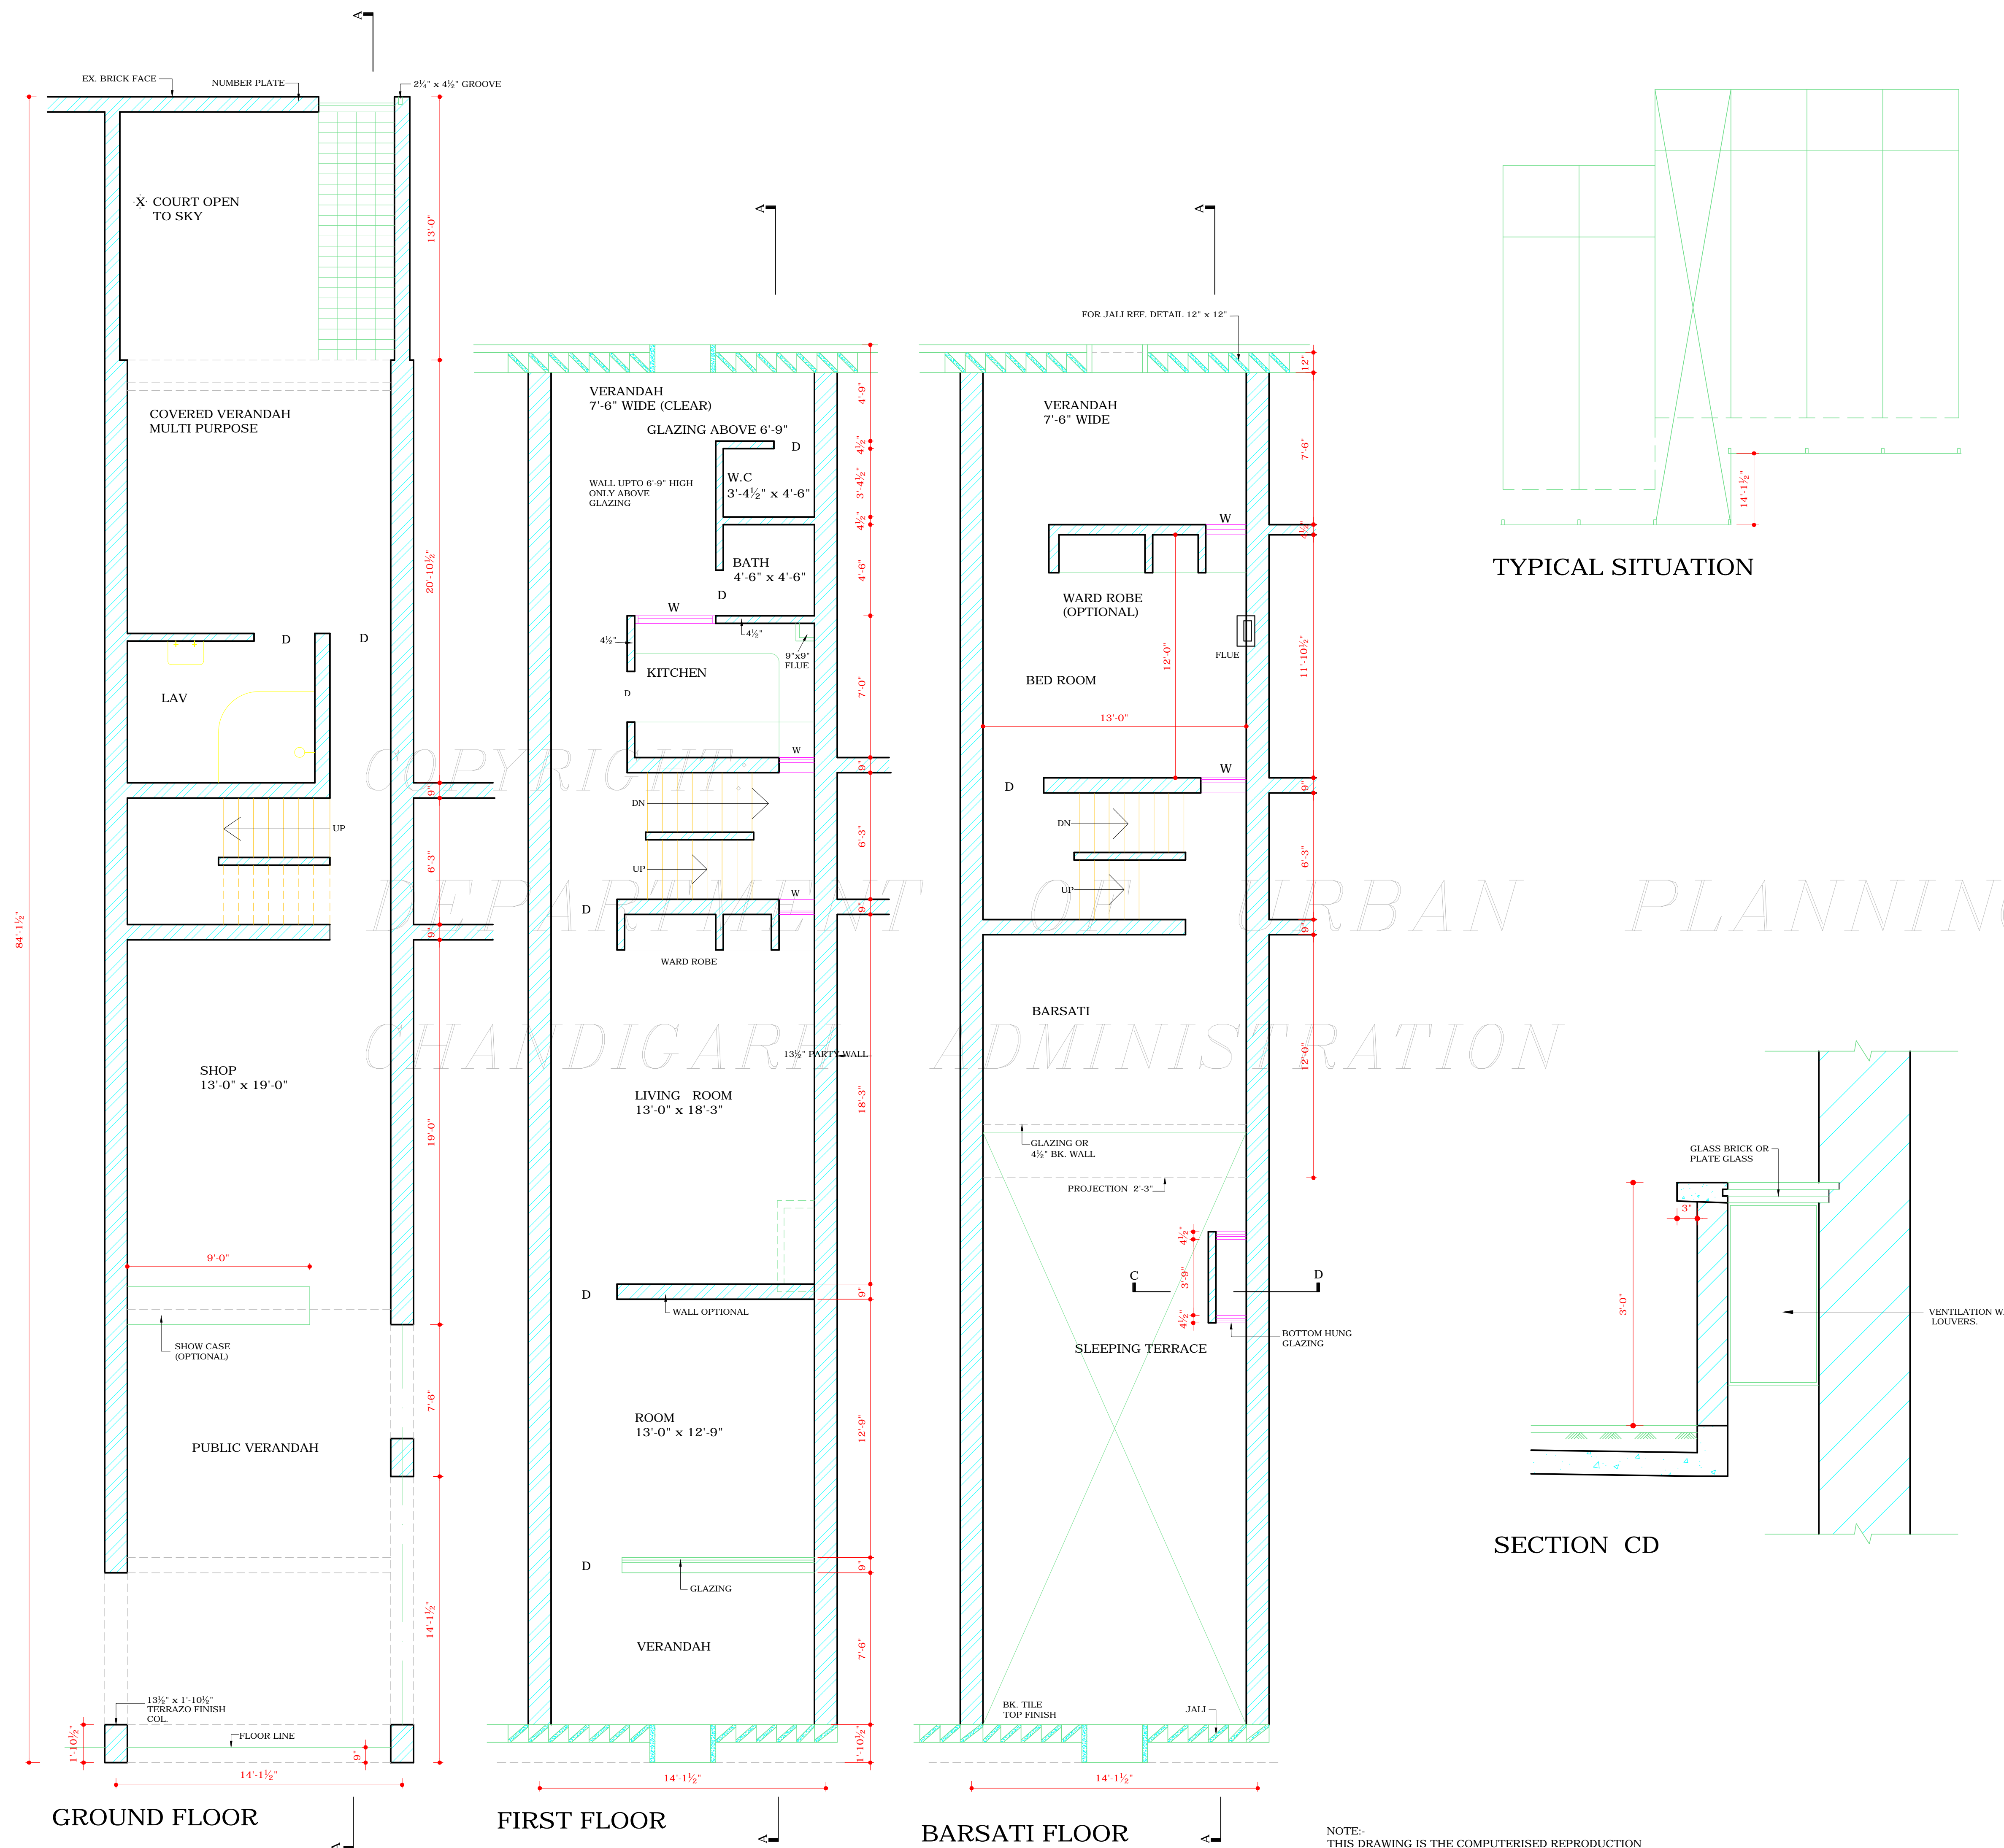 A
EX. BRICK FACE
NUMBER PLATE
2¼" x 4½" GROOVE
X COURT OPEN
TO SKY
13'-0"
COVERED VERANDAH
MULTI PURPOSE
20'-10½"
D
D
LAV
9"
UP
6'-3"
9"
84'-1½"
SHOP
13'-0" x 19'-0"
19'-0"
9'-0"
SHOW CASE
(OPTIONAL)
7'-6"
PUBLIC VERANDAH
14'-1½"
13½" x 1'-10½"
TERRAZO FINISH
COL.
FLOOR LINE
1'-10½"
9"
14'-1½"
GROUND FLOOR
A
A
VERANDAH
7'-6" WIDE (CLEAR)
GLAZING ABOVE 6'-9"
D
WALL UPTO 6'-9" HIGH
ONLY ABOVE
GLAZING
W.C
3'-4½" x 4'-6"
BATH
4'-6" x 4'-6"
D
W
4½"
4½"
9"x9"
FLUE
KITCHEN
D
W
DN
UP
W
D
WARD ROBE
13½" PARTY WALL
LIVING ROOM
13'-0" x 18'-3"
D
WALL OPTIONAL
ROOM
13'-0" x 12'-9"
D
GLAZING
VERANDAH
4'-9"
4½"
3'-4½"
4½"
4'-6"
7'-0"
9"
6'-3"
9"
18'-3"
9"
12'-9"
9"
7'-6"
1'-10½"
14'-1½"
FIRST FLOOR
A
A
FOR JALI REF. DETAIL 12" x 12"
VERANDAH
7'-6" WIDE
W
WARD ROBE
(OPTIONAL)
12'-0"
FLUE
BED ROOM
13'-0"
D
W
DN
UP
BARSATI
GLAZING OR
4½" BK. WALL
PROJECTION 2'-3"
4½"
3'-9"
4½"
C
D
BOTTOM HUNG
GLAZING
SLEEPING TERRACE
BK. TILE
TOP FINISH
JALI
12"
7'-6"
4½"
11'-10½"
9"
6'-3"
9"
12'-0"
14'-1½"
BARSATI FLOOR
A
14'-1½"
TYPICAL SITUATION
GLASS BRICK OR
PLATE GLASS
3"
3'-0"
VENTILATION W
LOUVERS.
SECTION CD
COPYRIGHT:
DEPARTMENT OF URBAN PLANNING
CHANDIGARH ADMINISTRATION
NOTE:-
THIS DRAWING IS THE COMPUTERISED REPRODUCTION